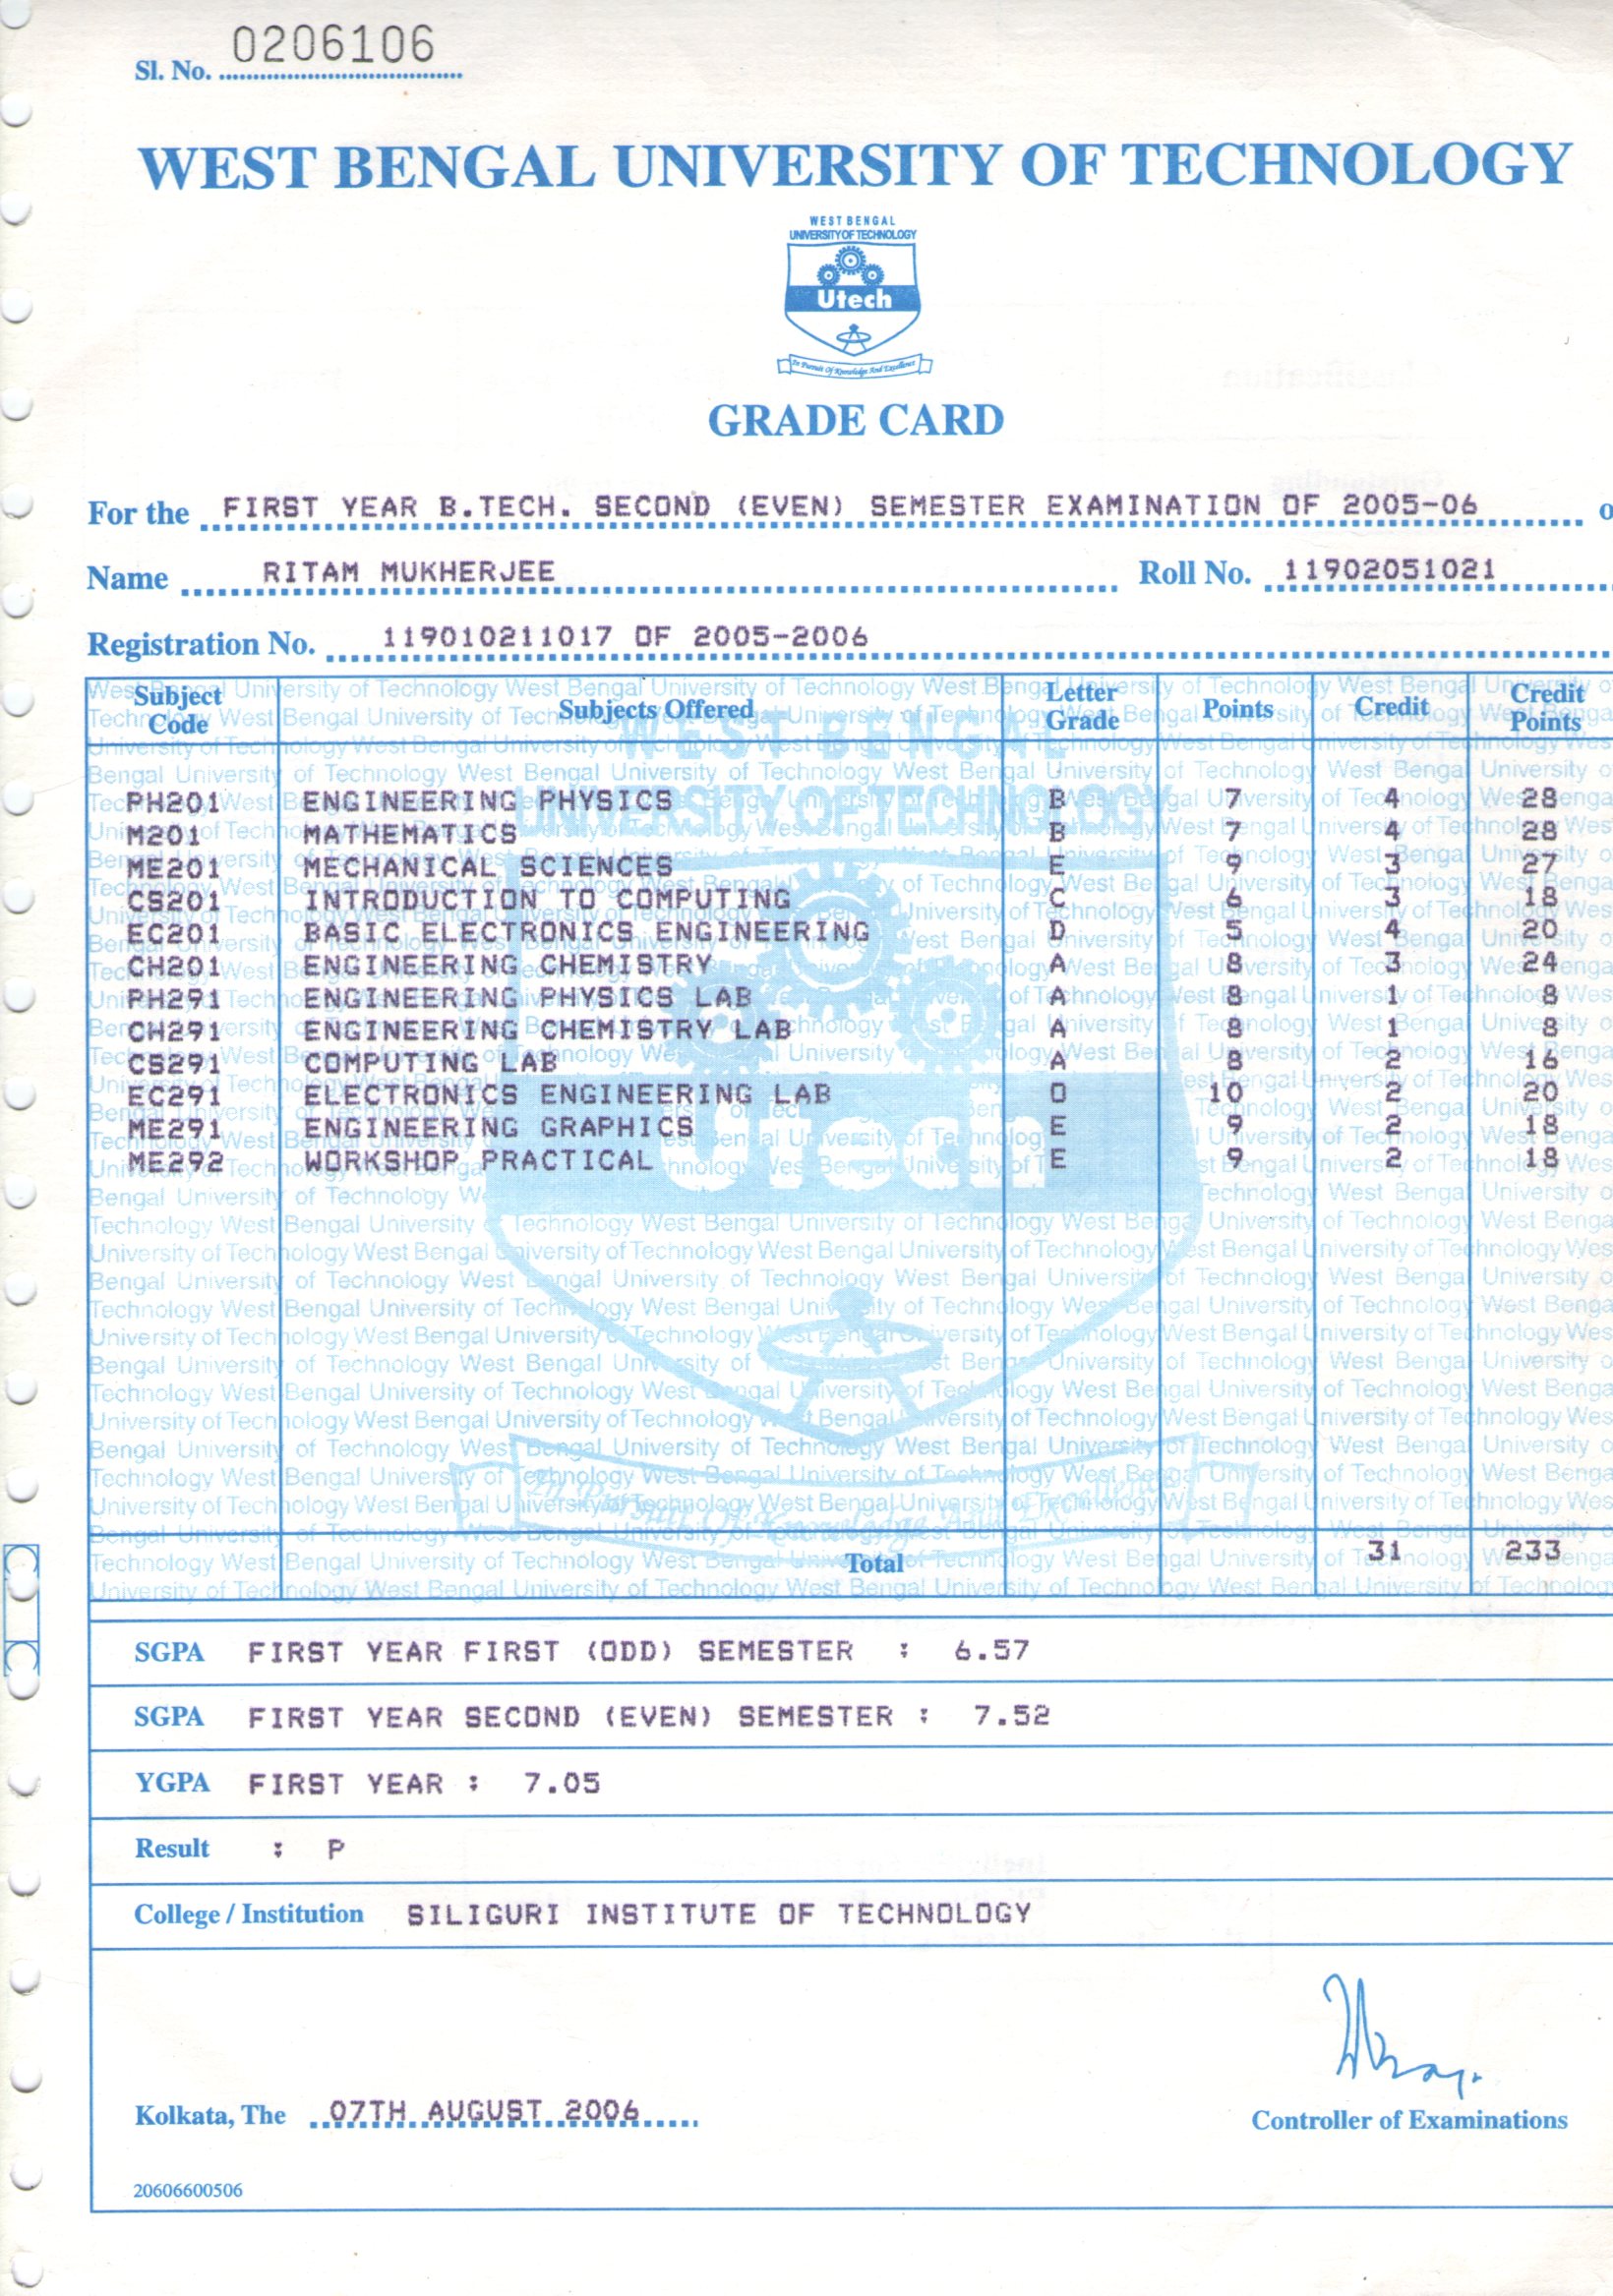 Sl. No. 0206106
WEST BENGAL UNIVERSITY OF TECHNOLOGY
WEST BENGAL
UNIVERSITY OF TECHNOLOGY
Utech
In Pursuit Of Knowledge And Excellence
GRADE CARD
For the FIRST YEAR B.TECH. SECOND (EVEN) SEMESTER EXAMINATION OF 2005-06
Name RITAM MUKHERJEE Roll No. 11902051021
Registration No. 119010211017 OF 2005-2006
Subject Code Subjects Offered Letter Grade Points Credit Credit Points
PH201 ENGINEERING PHYSICS B 7 4 28
M201 MATHEMATICS B 7 4 28
ME201 MECHANICAL SCIENCES E 9 3 27
CS201 INTRODUCTION TO COMPUTING C 6 3 18
EC201 BASIC ELECTRONICS ENGINEERING D 5 4 20
CH201 ENGINEERING CHEMISTRY A 8 3 24
PH291 ENGINEERING PHYSICS LAB A 8 1 8
CH291 ENGINEERING CHEMISTRY LAB A 8 1 8
CS291 COMPUTING LAB A 8 2 16
EC291 ELECTRONICS ENGINEERING LAB O 10 2 20
ME291 ENGINEERING GRAPHICS E 9 2 18
ME292 WORKSHOP PRACTICAL E 9 2 18
Total 31 233
SGPA FIRST YEAR FIRST (ODD) SEMESTER : 6.57
SGPA FIRST YEAR SECOND (EVEN) SEMESTER : 7.52
YGPA FIRST YEAR : 7.05
Result : P
College / Institution SILIGURI INSTITUTE OF TECHNOLOGY
Kolkata, The 07TH AUGUST 2006
Controller of Examinations
20606600506